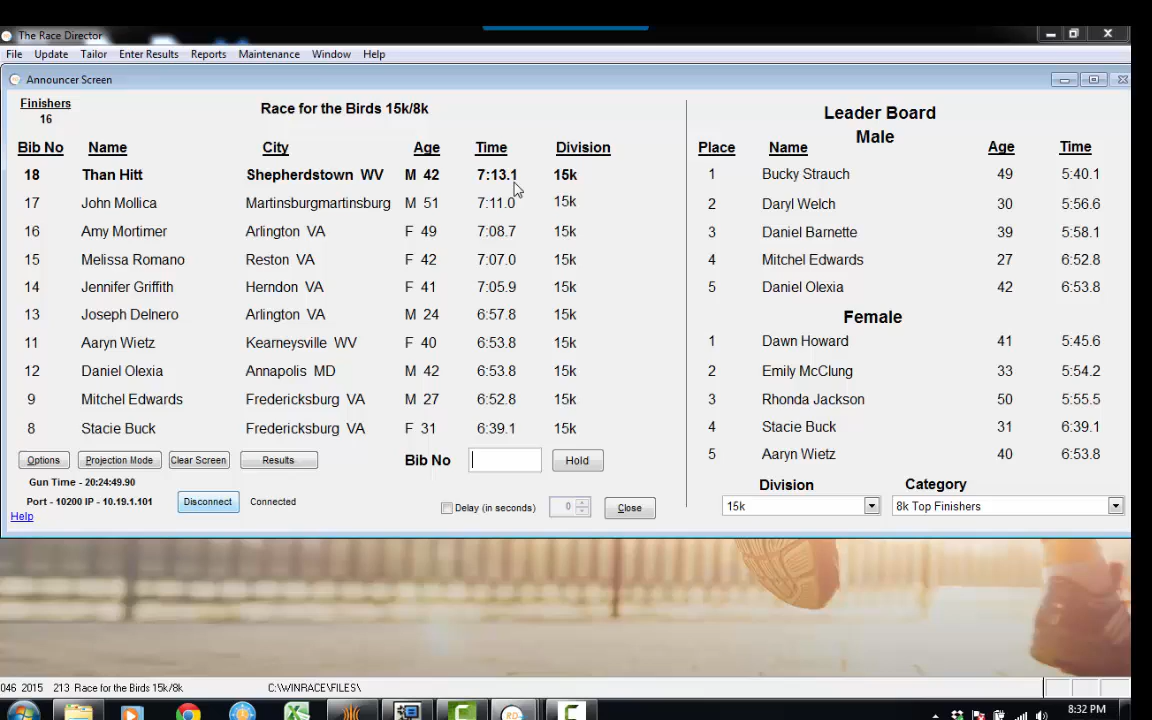 The Race Director
File Update Tailor Enter Results Reports Maintenance Window Help
Announcer Screen
Finishers
16
Race for the Birds 15k/8k
Bib No Name City Age Time Division
18 Than Hitt Shepherdstown WV M 42 7:13.1 15k
17 John Mollica Martinsburgmartinsburg M 51 7:11.0 15k
16 Amy Mortimer Arlington VA F 49 7:08.7 15k
15 Melissa Romano Reston VA F 42 7:07.0 15k
14 Jennifer Griffith Herndon VA F 41 7:05.9 15k
13 Joseph Delnero Arlington VA M 24 6:57.8 15k
11 Aaryn Wietz Kearneysville WV F 40 6:53.8 15k
12 Daniel Olexia Annapolis MD M 42 6:53.8 15k
9 Mitchel Edwards Fredericksburg VA M 27 6:52.8 15k
8 Stacie Buck Fredericksburg VA F 31 6:39.1 15k
Options Projection Mode Clear Screen Results Bib No Hold
Gun Time - 20:24:49.90
Port - 10200 IP - 10.19.1.101 Disconnect Connected Delay (in seconds) 0 Close
Help
Leader Board
Male
Place Name Age Time
1 Bucky Strauch 49 5:40.1
2 Daryl Welch 30 5:56.6
3 Daniel Barnette 39 5:58.1
4 Mitchel Edwards 27 6:52.8
5 Daniel Olexia 42 6:53.8
Female
1 Dawn Howard 41 5:45.6
2 Emily McClung 33 5:54.2
3 Rhonda Jackson 50 5:55.5
4 Stacie Buck 31 6:39.1
5 Aaryn Wietz 40 6:53.8
Division Category
15k 8k Top Finishers
046 2015 213 Race for the Birds 15k/8k C:\WINRACE\FILES\
8:32 PM